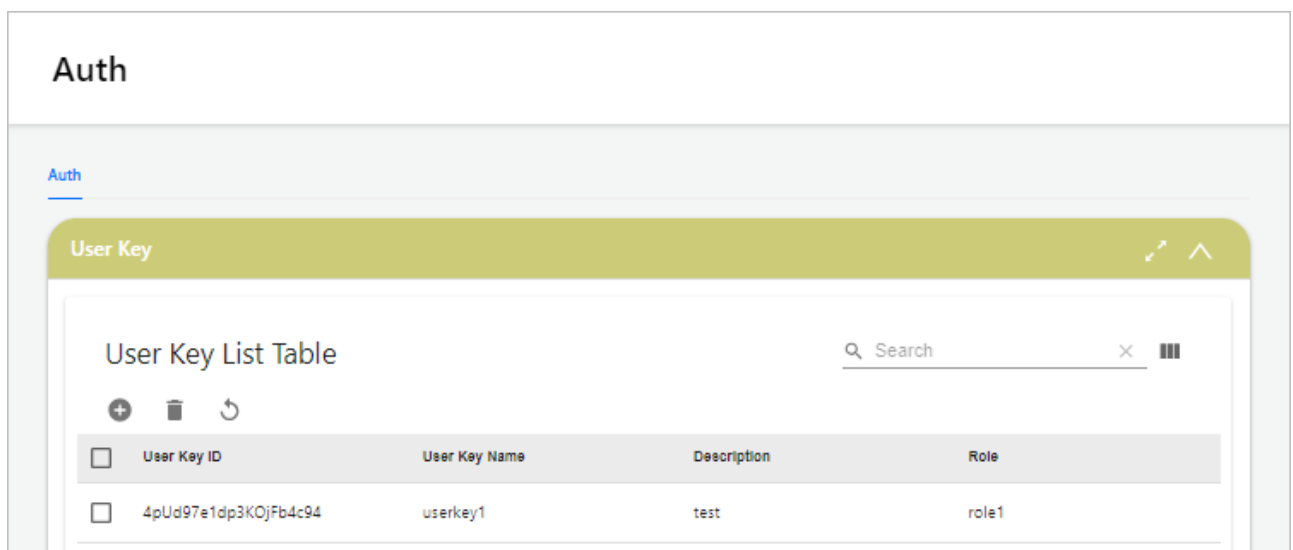 Auth
Auth
User Key
User Key List Table
Search
User Key ID User Key Name Description Role
4pUd97e1dp3KOjFb4c94 userkey1 test role1